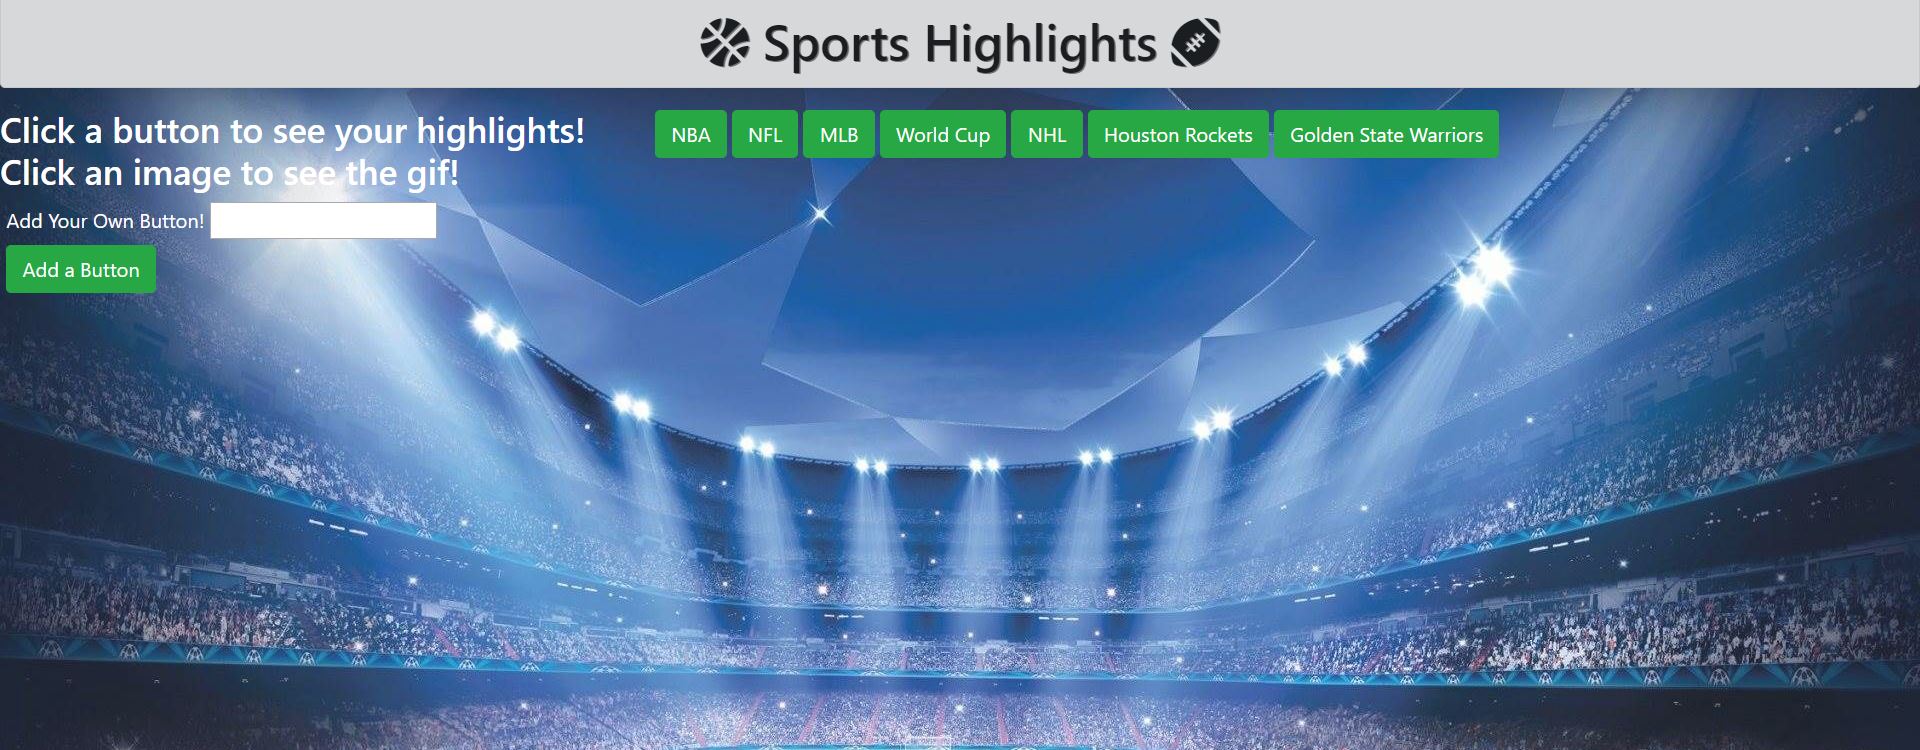 Sports Highlights
Click a button to see your highlights!
Click an image to see the gif!
Add Your Own Button!
Add a Button
NBA NFL MLB World Cup NHL Houston Rockets Golden State Warriors